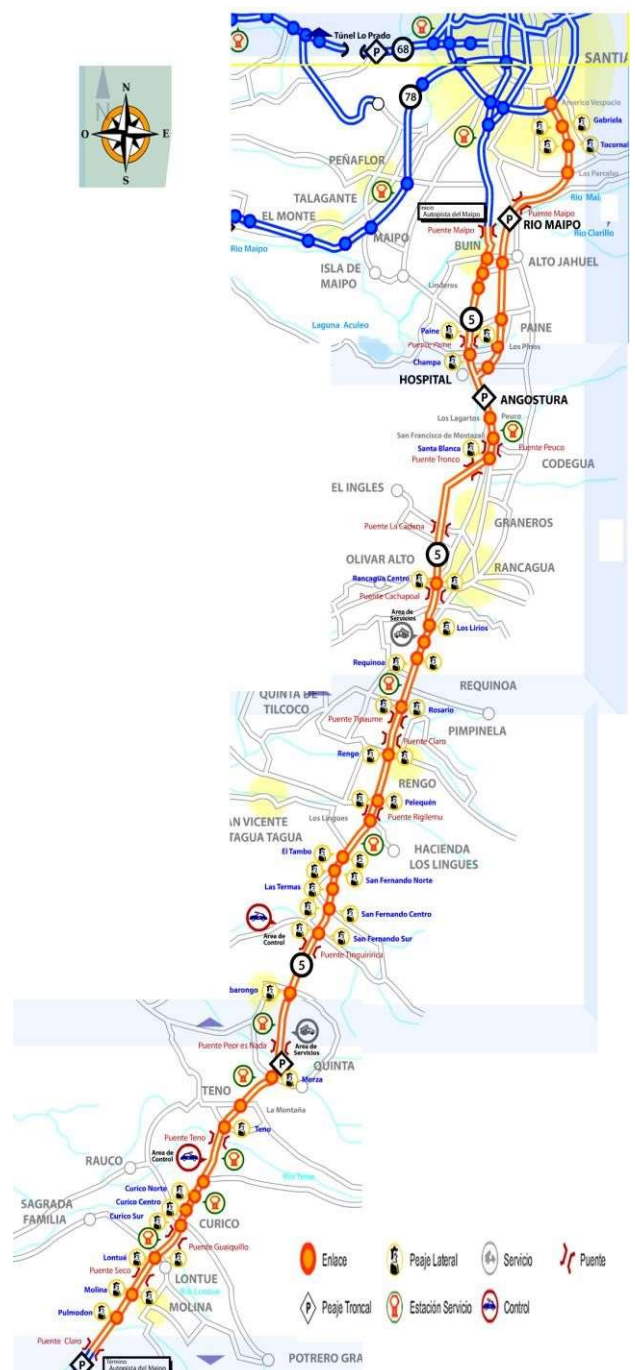 Túnel Lo Prado
P
68
SANTIA
78
N
N
O
E
S
Americo Vespucio
Gabriela
Tocornal
PEÑAFLOR
Las Parcelas
TALAGANTE
EL MONTE
Inicio
Autopista del Maipo
Puente Maipo
Rio Mai
P
RIO MAIPO
Rio Clarillo
Rio Maipo
MAIPO
Puente Maipo
BUIN
ALTO JAHUEL
ISLA DE
MAIPO
Linderos
5
Laguna Aculeo
Paine
PAINE
Puente Paine
Los Pinos
Champa
HOSPITAL
P
ANGOSTURA
Los Lagartos
Peuco
San Francisco de Mostazal
Santa Blanca
Puente Peuco
Puente Tronco
CODEGUA
EL INGLES
GRANEROS
Puente La Cadena
5
OLIVAR ALTO
RANCAGUA
Rancagua Centro
Puente Cachapoal
Area de
Servicios
Los Lirios
Requinoa
REQUINOA
QUINTA DE
TILCOCO
Rosario
Puente Tipaume
PIMPINELA
Puente Claro
Rengo
RENGO
Pelequén
Puente Rigilemu
AN VICENTE
TAGUA TAGUA
Los Lingues
HACIENDA
LOS LINGUES
El Tambo
San Fernando Norte
Las Termas
San Fernando Centro
Area de
Control
San Fernando Sur
Puente Tinguiririca
5
barongo
Puente Peor es Nada
Area de
Servicios
P
QUINTA
Morza
TENO
La Montaña
Teno
Puente Teno
Area de
Control
RAUCO
Rio Teno
Curico Norte
Curico Centro
Curico Sur
SAGRADA
FAMILIA
CURICO
Puente Guaiquillo
Lontué
Puente Seco
LONTUE
Rio Lontue
Molina
MOLINA
Pulmodon
Puente Claro
P
Término
Autopista del Maipo
POTRERO GRA
Enlace
Peaje Lateral
Servicio
Puente
P
Peaje Troncal
Estación Servicio
Control